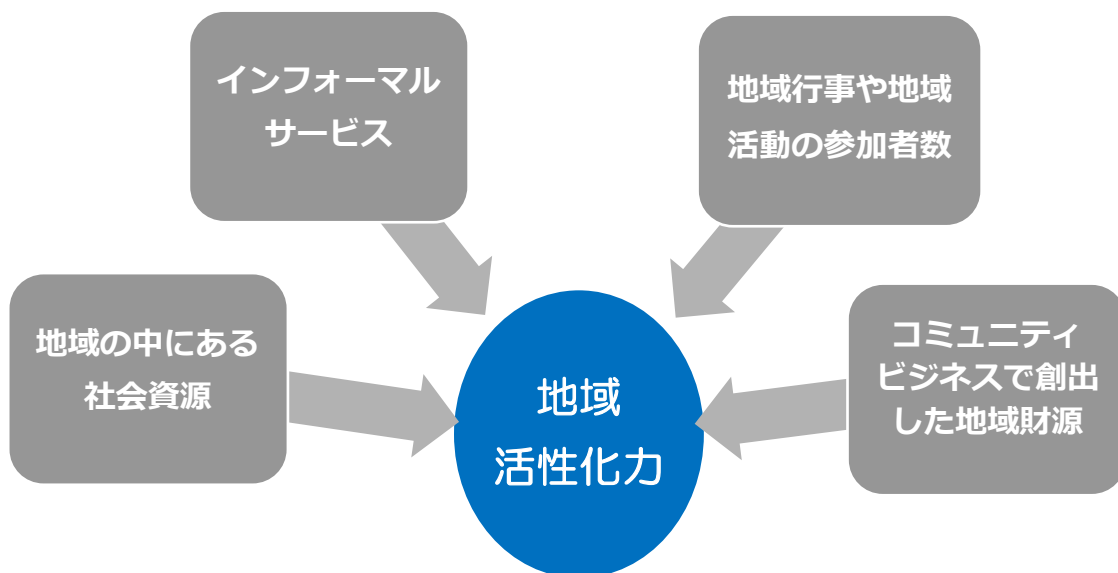 インフォーマル
サービス
地域行事や地域
活動の参加者数
地域の中にある
社会資源
コミュニティ
ビジネスで創出
した地域財源
地域
活性化力